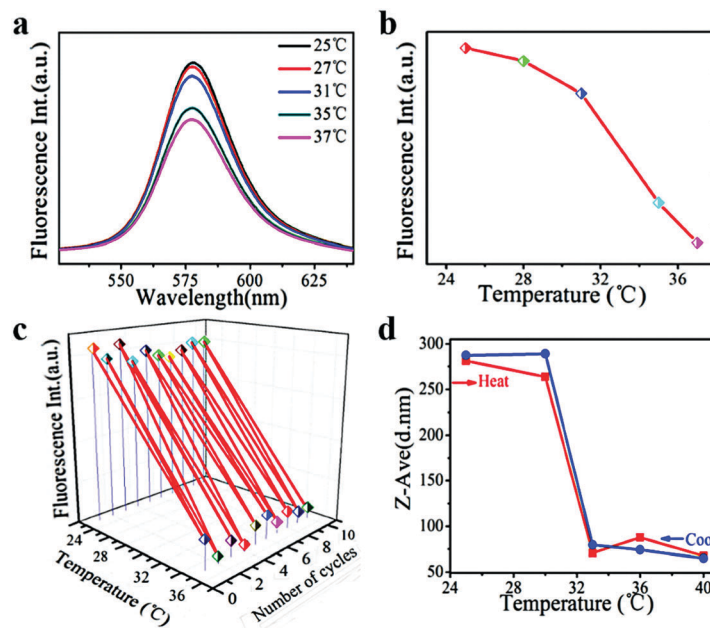 a
25℃
27℃
31℃
35℃
37℃
Fluorescence Int.(a.u.)
550
575
600
625
Wavelength(nm)
b
Fluorescence Int.(a.u.)
24
28
32
36
Temperature (℃)
c
Fluorescence Int.(a.u.)
24
28
32
36
Temperature (℃)
0
2
4
6
8
10
Number of cycles
d
300
250
200
150
100
50
Z-Ave(d.nm)
Heat
Coo
24
28
32
36
40
Temperature (℃)